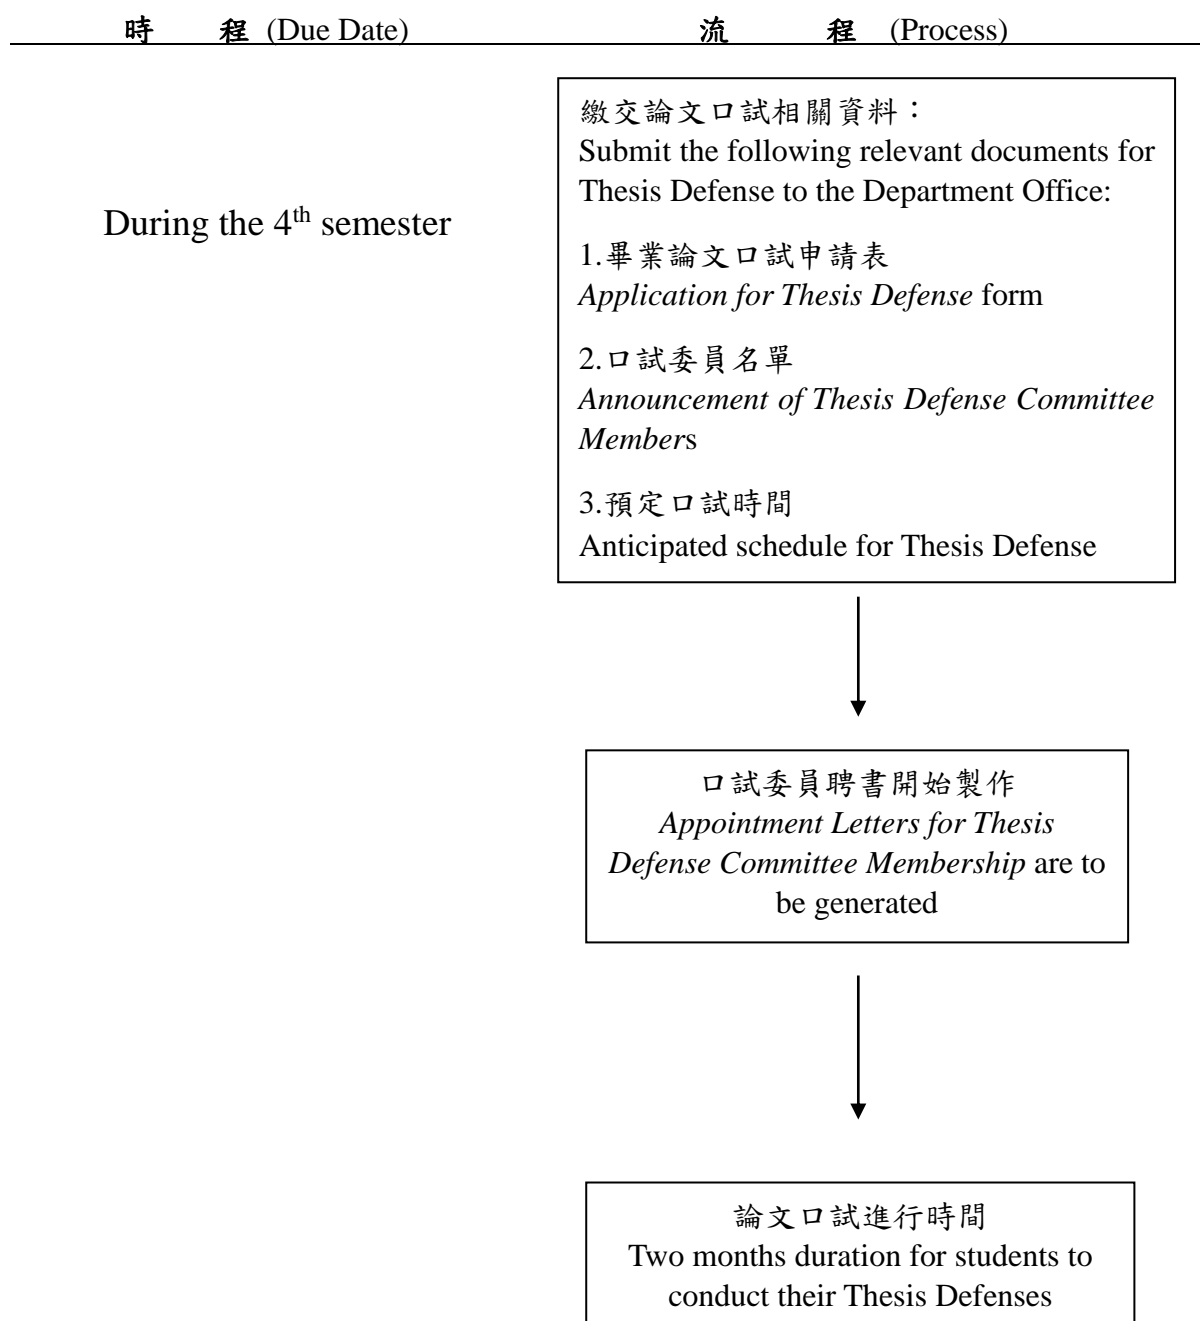 時 程 (Due Date) 流 程 (Process)
繳交論文口試相關資料：
Submit the following relevant documents for
Thesis Defense to the Department Office:
During the 4th semester
1.畢業論文口試申請表
Application for Thesis Defense form
2.口試委員名單
Announcement of Thesis Defense Committee
Members
3.預定口試時間
Anticipated schedule for Thesis Defense
口試委員聘書開始製作
Appointment Letters for Thesis
Defense Committee Membership are to
be generated
論文口試進行時間
Two months duration for students to
conduct their Thesis Defenses